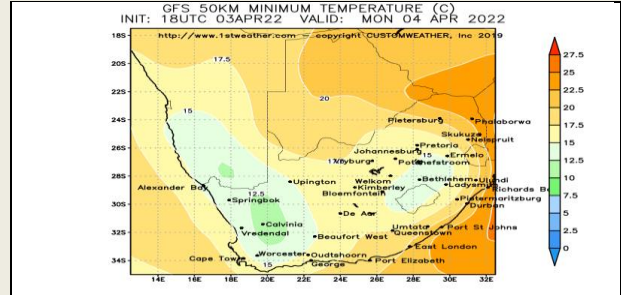 GFS 50KM MINIMUM TEMPERATURE (C)
INIT: 18UTC 03APR22 VALID: MON 04 APR 2022
http://www.1stweather.com — copyright CUSTOMWEATHER, Inc 2019
18S
17.5
27.5
20S
25
22S
20
22.5
15
20
24S
Pietersburg
Phalaborwa
17.5
Skukuza
Nelspruit
26S
Pretoria
15
Johannesburg
Vryburg
15
Ermelo
12.5
Potchefstroom
28S
Welkom
Bethlehem
Ulundi
10
Alexander Bay
12.5
Upington
Kimberley
Ladysmith
Bloemfontein
Richards B
7.5
30S
Springbok
Pietermaritzburg
De Aar
Durban
5
Calvinia
32S
Vredendal
Umtata
Port St Johns
2.5
Beaufort West
Queenstown
0
East London
34S
Cape To
Worcester
Oudtshoorn
15
George
Port Elizabeth
14E 16E 18E 20E 22E 24E 26E 28E 30E 32E